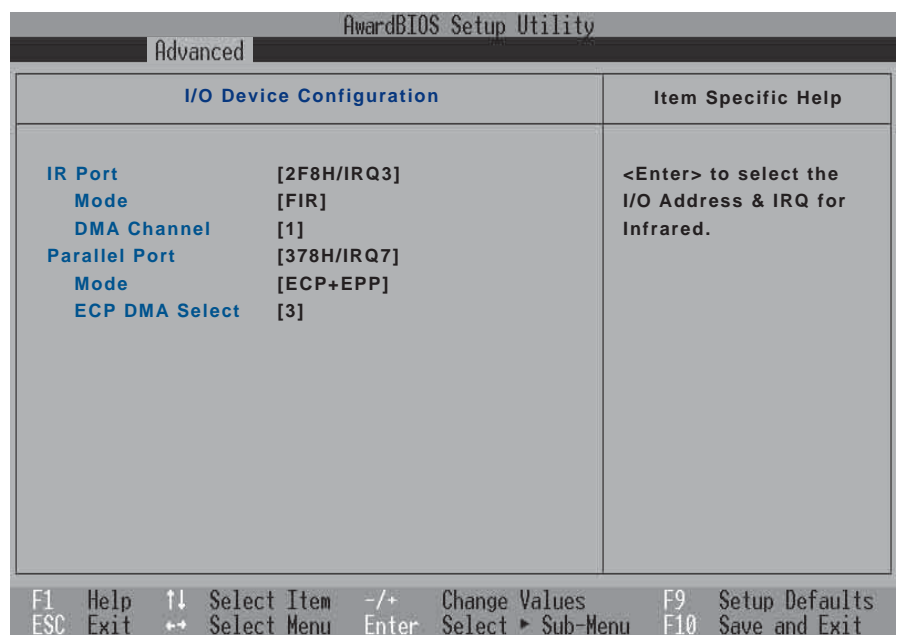 AwardBIOS Setup Utility
Advanced
I/O Device Configuration
Item Specific Help
IR Port [2F8H/IRQ3]
Mode [FIR]
DMA Channel [1]
Parallel Port [378H/IRQ7]
Mode [ECP+EPP]
ECP DMA Select [3]
<Enter> to select the
I/O Address & IRQ for
Infrared.
F1 Help ↑↓ Select Item -/+ Change Values F9 Setup Defaults
ESC Exit ←→ Select Menu Enter Select ► Sub-Menu F10 Save and Exit